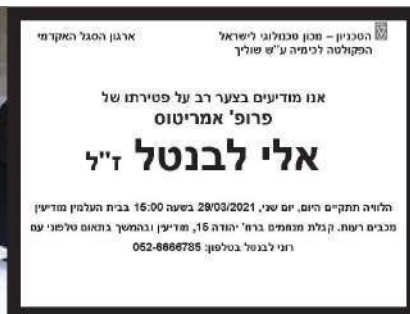 הטכניון – מכון טכנולוגי לישראל
הפקולטה לכימיה ע"ש שוליך
ארגון הסגל האקדמי
אנו מודיעים בצער רב על פטירתו של
פרופ' אמריטוס
אלי לבנטל ז"ל
הלוויה תתקיים היום, יום שני, 29/03/2021 בשעה 15:00 בבית העלמין מודיעין
מכבים רעות. קבלת מנחמים ברח' יהודה 15, מודיעין ובהמשך בתאום טלפוני עם
רוני לבנטל בטלפון: 052-6666785